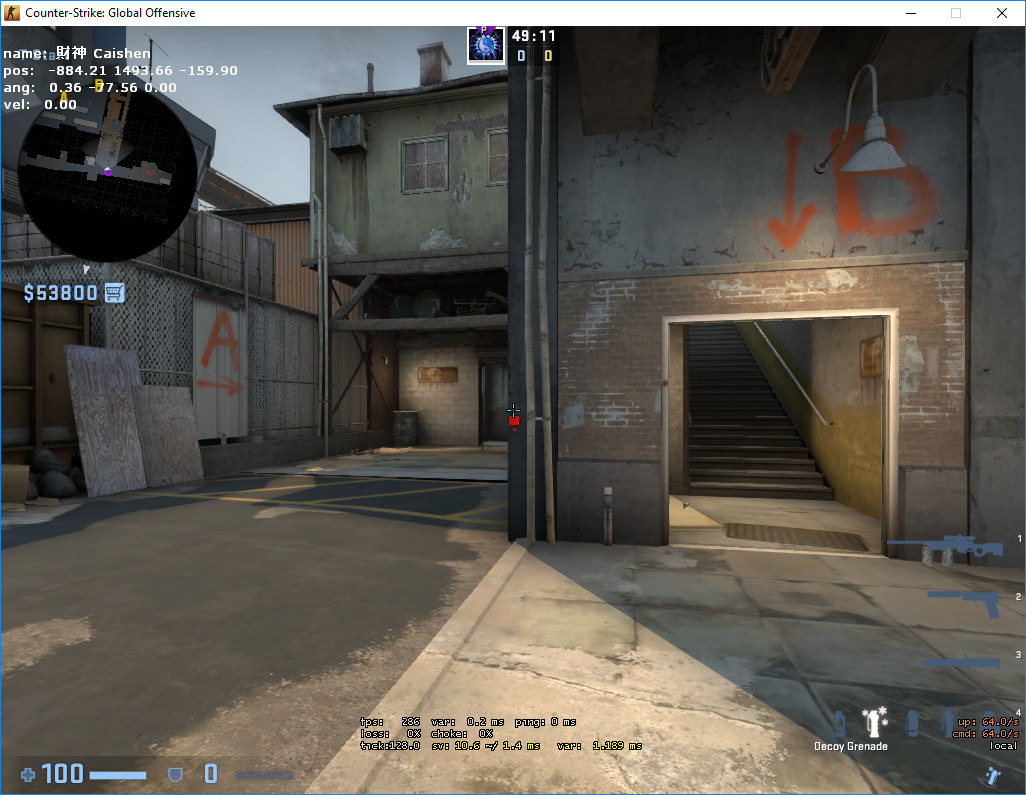 Counter-Strike: Global Offensive
name: 財神 Caishen
pos: -884.21 1493.66 -159.90
ang: 0.36 -77.56 0.00
vel: 0.00
49:11
0 0
B
A
$53800
A
B
1
2
3
4
fps: 286 var: 0.2 ms ping: 0 ms
loss: 0% choke: 0%
tick:128.0 sv: 10.6 ~/ 1.4 ms var: 1.189 ms
up: 64.0/s
cmd: 64.0/s
local
Decoy Grenade
100 0